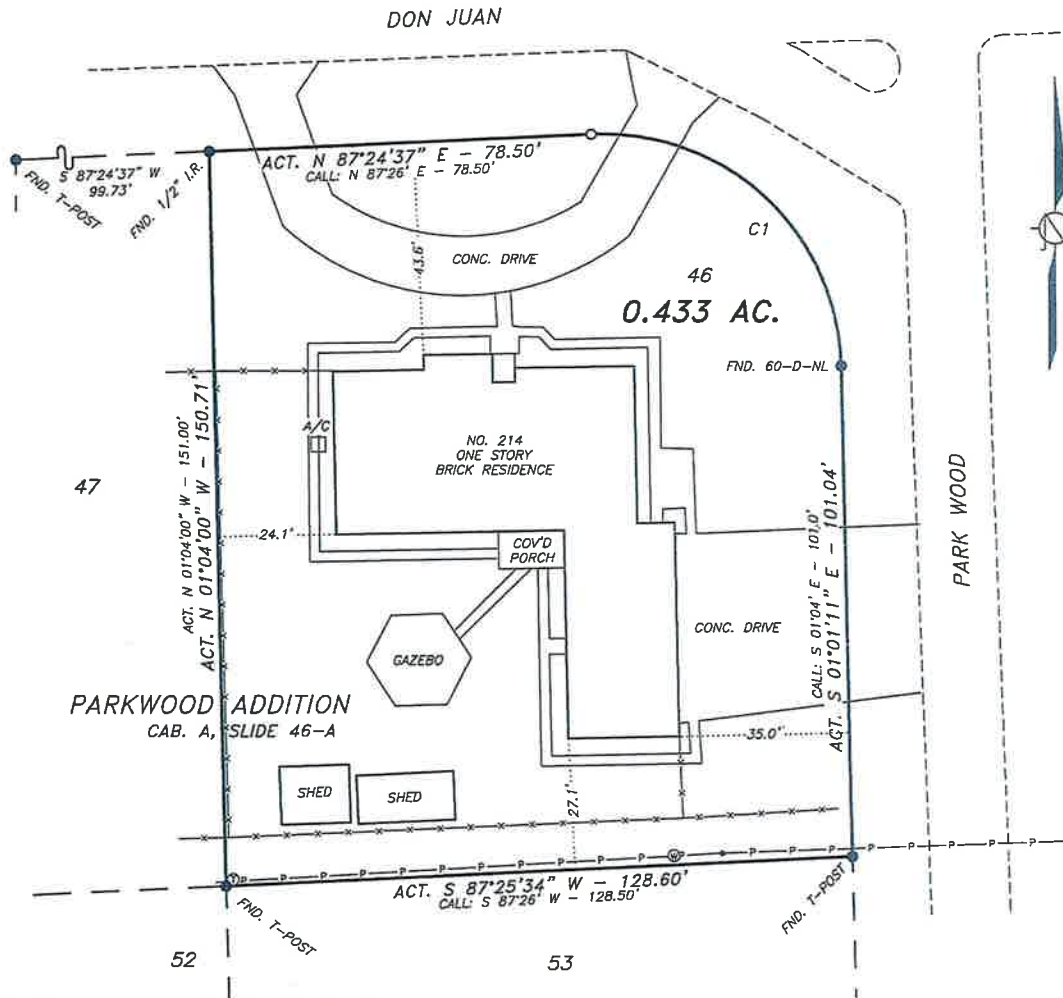 DON JUAN
ACT. N 87°24'37" E - 78.50'
CALL: N 87°26' E - 78.50'
S 87°24'37" W
99.73'
FND. T-POST
FND. 1/2" I.R.
C1
43.6'
CONC. DRIVE
46
0.433 AC.
FND. 60-D-NL
A/C
NO. 214
ONE STORY
BRICK RESIDENCE
47
ACT. N 01°04'00" W - 151.00'
ACT. N 01°04'00" W - 150.71'
24.1'
COV'D
PORCH
PARK WOOD
CALL: S 01°04' E - 101.0'
ACT. S 01°01'11" E - 101.04'
CONC. DRIVE
GAZEBO
PARKWOOD ADDITION
CAB. A, SLIDE 46-A
35.0'
SHED
SHED
27.1'
P P P P P P P P P P P P P P P P
ACT. S 87°25'34" W - 128.60'
CALL: S 87°26' W - 128.50'
FND. T-POST
FND. T-POST
52
53